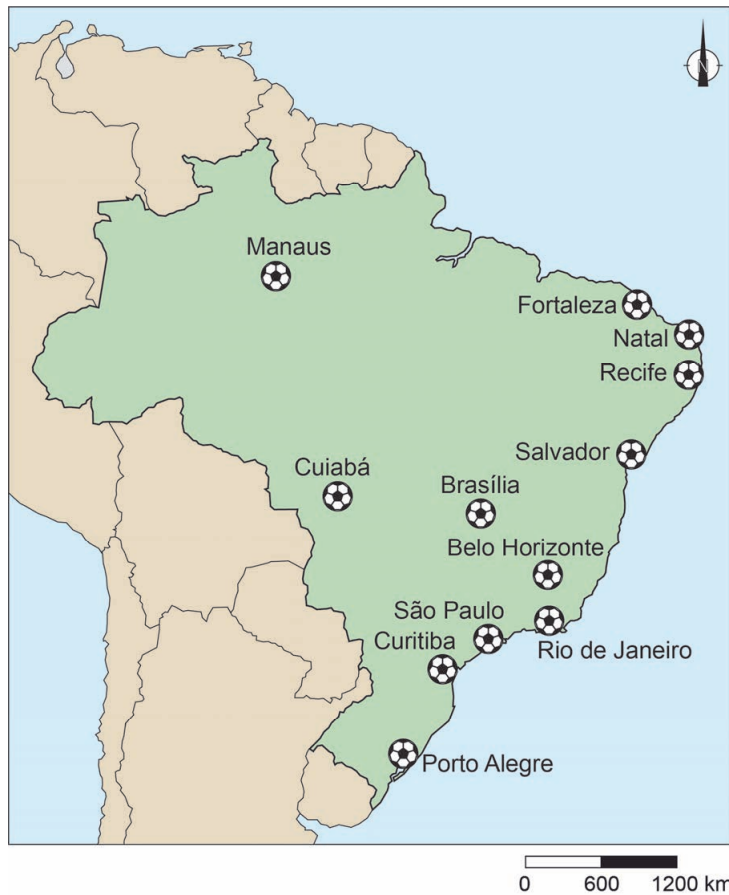 N
Manaus
Fortaleza
Natal
Recife
Salvador
Cuiabá
Brasília
Belo Horizonte
São Paulo
Rio de Janeiro
Curitiba
Porto Alegre
0 600 1200 km